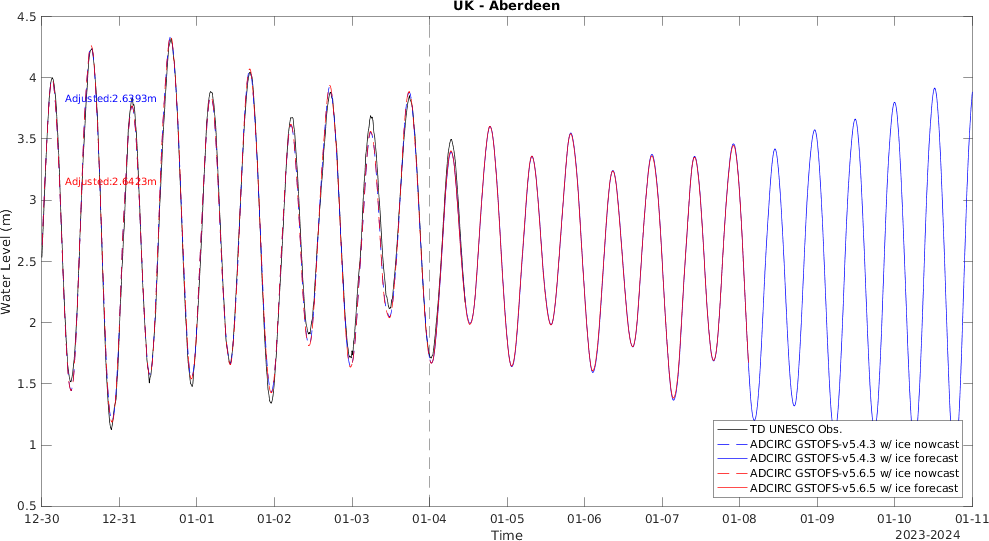 UK - Aberdeen
4.5
4
3.5
3
2.5
2
1.5
1
0.5
Water Level (m)
Adjusted:2.6393m
Adjusted:2.6423m
TD UNESCO Obs.
ADCIRC GSTOFS-v5.4.3 w/ ice nowcast
ADCIRC GSTOFS-v5.4.3 w/ ice forecast
ADCIRC GSTOFS-v5.6.5 w/ ice nowcast
ADCIRC GSTOFS-v5.6.5 w/ ice forecast
12-30 12-31 01-01 01-02 01-03 01-04 01-05 01-06 01-07 01-08 01-09 01-10 01-11
Time
2023-2024